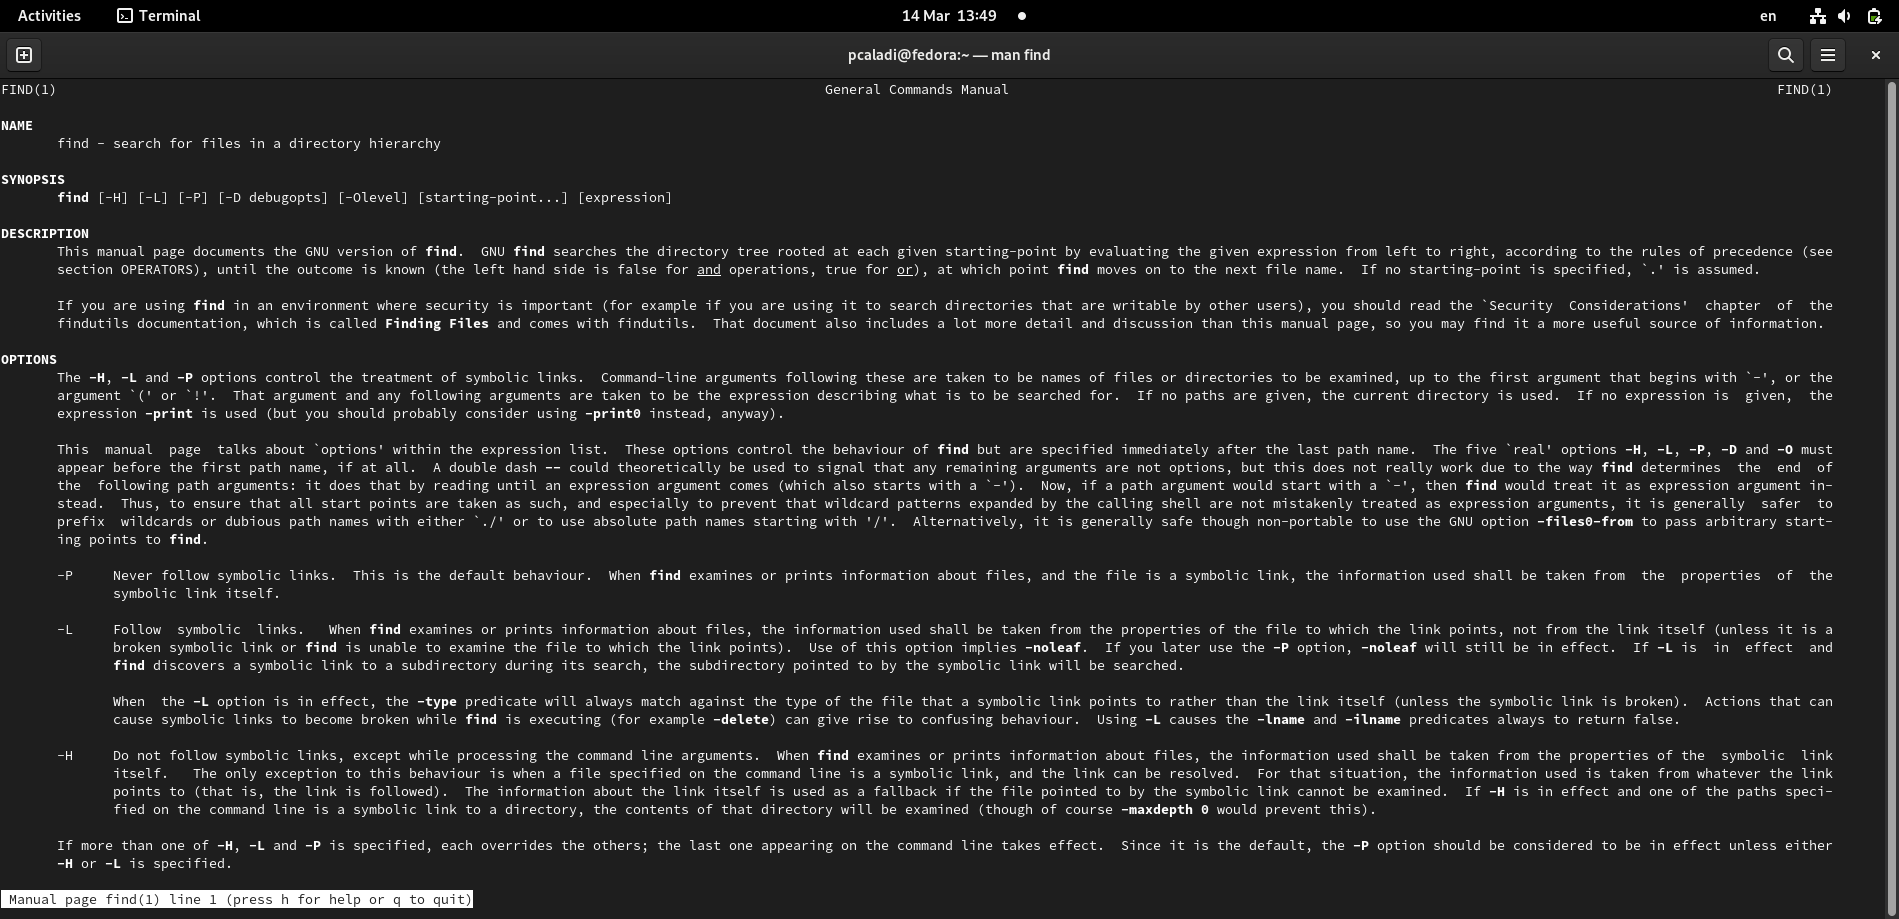 Activities Terminal 14 Mar 13:49 en
pcaladi@fedora:~ — man find
FIND(1) General Commands Manual FIND(1)
NAME
find - search for files in a directory hierarchy
SYNOPSIS
find [-H] [-L] [-P] [-D debugopts] [-Olevel] [starting-point...] [expression]
DESCRIPTION
This manual page documents the GNU version of find.  GNU find searches the directory tree rooted at each given starting-point by evaluating the given expression from left to right, according to the rules of precedence (see
section OPERATORS), until the outcome is known (the left hand side is false for and operations, true for or), at which point find moves on to the next file name.  If no starting-point is specified, `.' is assumed.
If you are using find in an environment where security is important (for example if you are using it to search directories that are writable by other users), you should read the `Security  Considerations'  chapter  of  the
findutils documentation, which is called Finding Files and comes with findutils.  That document also includes a lot more detail and discussion than this manual page, so you may find it a more useful source of information.
OPTIONS
The -H, -L and -P options control the treatment of symbolic links.  Command-line arguments following these are taken to be names of files or directories to be examined, up to the first argument that begins with `-', or the
argument `(' or `!'.  That argument and any following arguments are taken to be the expression describing what is to be searched for.  If no paths are given, the current directory is used.  If no expression is  given,  the
expression -print is used (but you should probably consider using -print0 instead, anyway).
This  manual  page  talks about `options' within the expression list.  These options control the behaviour of find but are specified immediately after the last path name.  The five `real' options -H, -L, -P, -D and -O must
appear before the first path name, if at all.  A double dash -- could theoretically be used to signal that any remaining arguments are not options, but this does not really work due to the way find determines  the  end  of
the  following path arguments: it does that by reading until an expression argument comes (which also starts with a `-').  Now, if a path argument would start with a `-', then find would treat it as expression argument in-
stead.  Thus, to ensure that all start points are taken as such, and especially to prevent that wildcard patterns expanded by the calling shell are not mistakenly treated as expression arguments, it is generally  safer  to
prefix  wildcards or dubious path names with either `./' or to use absolute path names starting with '/'.  Alternatively, it is generally safe though non-portable to use the GNU option -files0-from to pass arbitrary start-
ing points to find.
-P     Never follow symbolic links.  This is the default behaviour.  When find examines or prints information about files, and the file is a symbolic link, the information used shall be taken from  the  properties  of  the
symbolic link itself.
-L     Follow  symbolic  links.   When find examines or prints information about files, the information used shall be taken from the properties of the file to which the link points, not from the link itself (unless it is a
broken symbolic link or find is unable to examine the file to which the link points).  Use of this option implies -noleaf.  If you later use the -P option, -noleaf will still be in effect.  If -L is  in  effect  and
find discovers a symbolic link to a subdirectory during its search, the subdirectory pointed to by the symbolic link will be searched.
When  the -L option is in effect, the -type predicate will always match against the type of the file that a symbolic link points to rather than the link itself (unless the symbolic link is broken).  Actions that can
cause symbolic links to become broken while find is executing (for example -delete) can give rise to confusing behaviour.  Using -L causes the -lname and -ilname predicates always to return false.
-H     Do not follow symbolic links, except while processing the command line arguments.  When find examines or prints information about files, the information used shall be taken from the properties of the  symbolic  link
itself.   The only exception to this behaviour is when a file specified on the command line is a symbolic link, and the link can be resolved.  For that situation, the information used is taken from whatever the link
points to (that is, the link is followed).  The information about the link itself is used as a fallback if the file pointed to by the symbolic link cannot be examined.  If -H is in effect and one of the paths speci-
fied on the command line is a symbolic link to a directory, the contents of that directory will be examined (though of course -maxdepth 0 would prevent this).
If more than one of -H, -L and -P is specified, each overrides the others; the last one appearing on the command line takes effect.  Since it is the default, the -P option should be considered to be in effect unless either
-H or -L is specified.
Manual page find(1) line 1 (press h for help or q to quit)